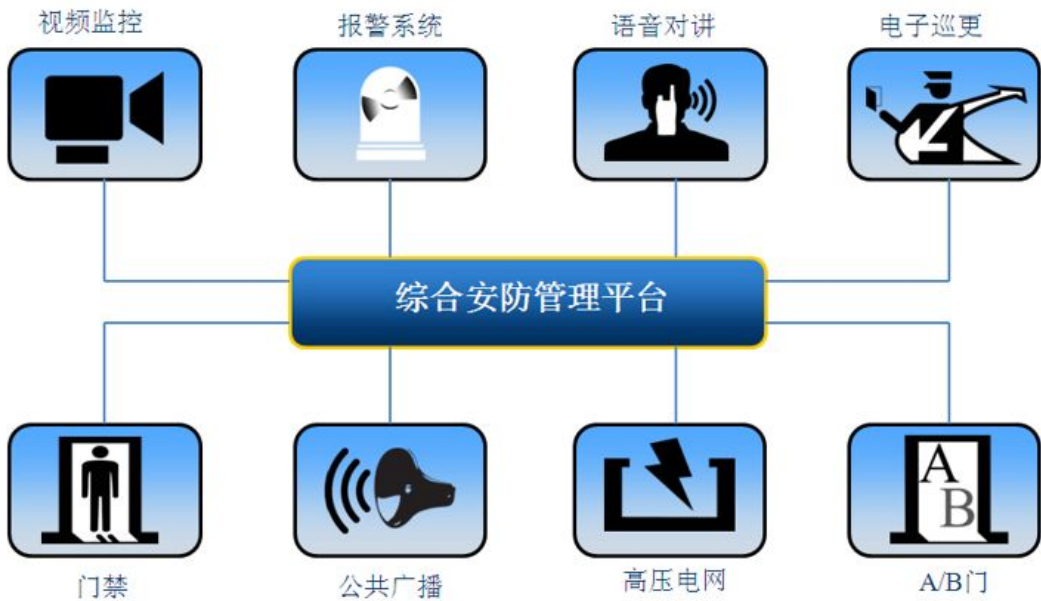 视频监控
报警系统
语音对讲
电子巡更
综合安防管理平台
A
B
门禁
公共广播
高压电网
A/B门